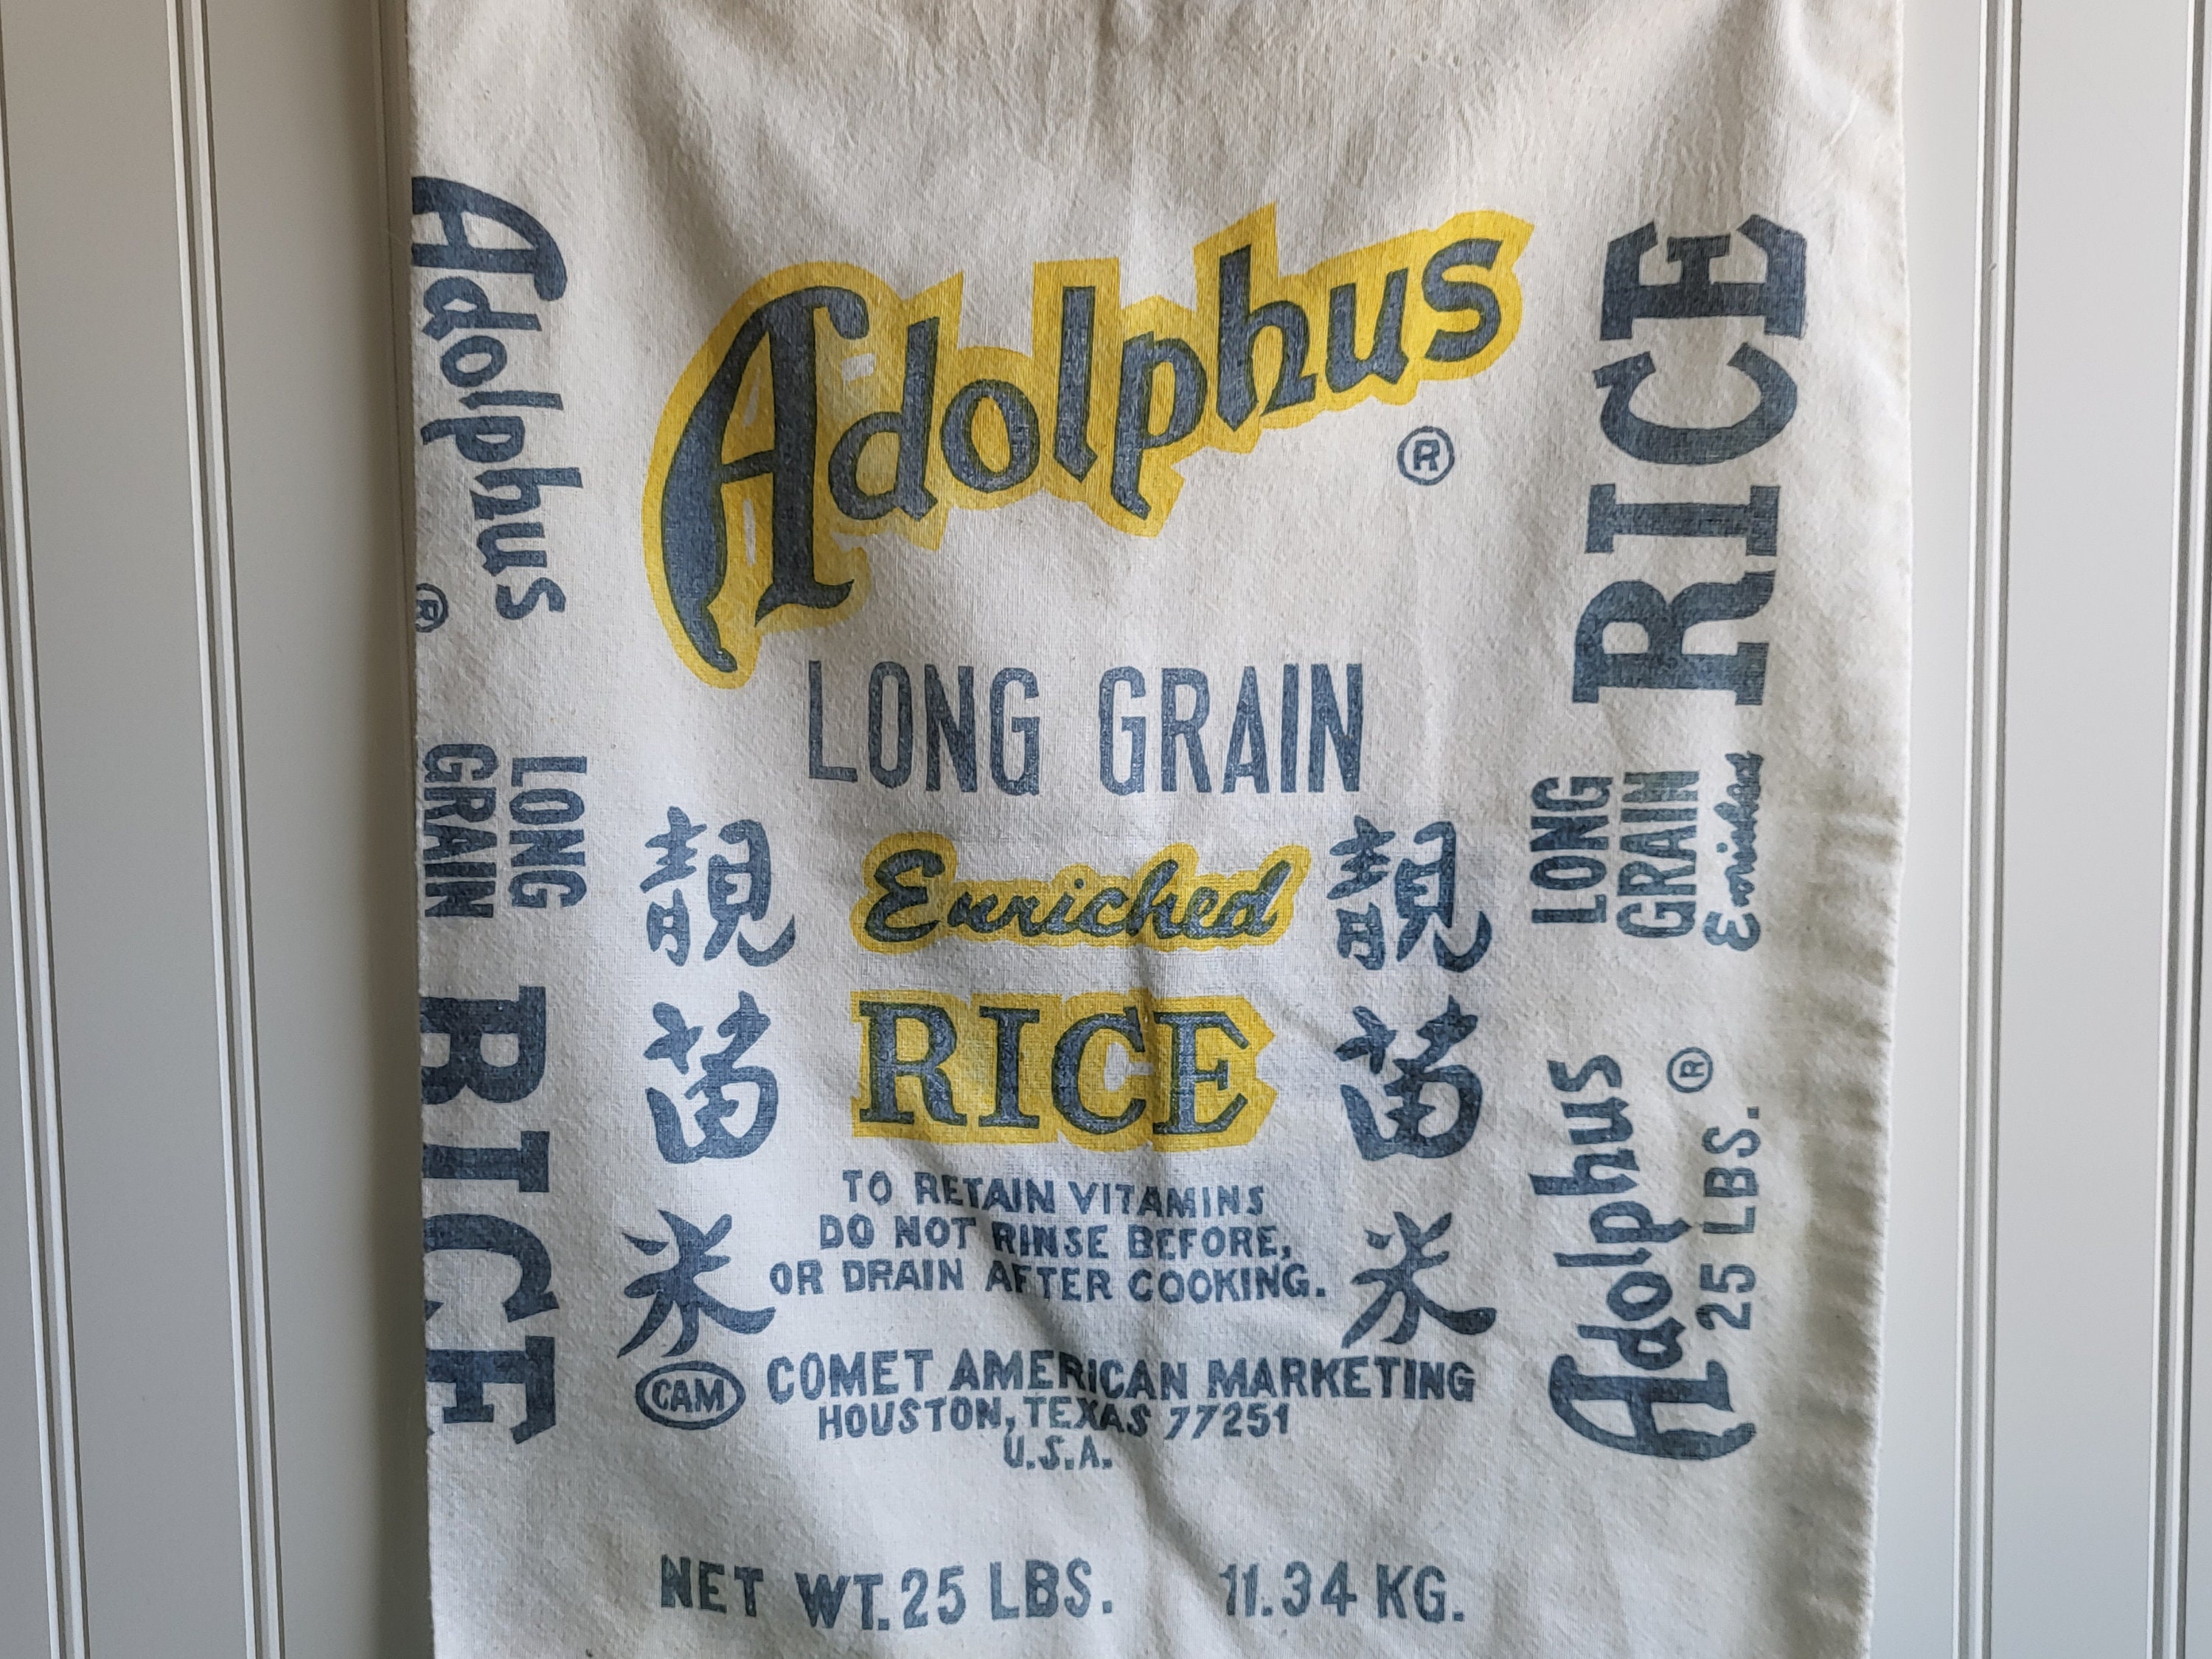 Adolphus
®
LONG
GRAIN
RICE
Adolphus
®
LONG GRAIN
靚苗米
Enriched
RICE
靚苗米
TO RETAIN VITAMINS
DO NOT RINSE BEFORE,
OR DRAIN AFTER COOKING.
CAM
COMET AMERICAN MARKETING
HOUSTON, TEXAS 77251
U.S.A.
NET WT. 25 LBS. 11.34 KG.
Adolphus
®
25 LBS.
LONG
GRAIN
Enriched
RICE